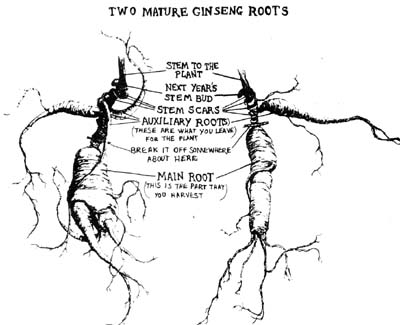 TWO MATURE GINSENG ROOTS
STEM TO THE
PLANT
NEXT YEAR'S
STEM BUD
STEM SCARS
AUXILIARY ROOTS
(THESE ARE WHAT YOU LEAVE)
FOR THE PLANT
BREAK IT OFF SOMEWHERE
ABOUT HERE
MAIN ROOT
(THIS IS THE PART THAT)
YOU HARVEST